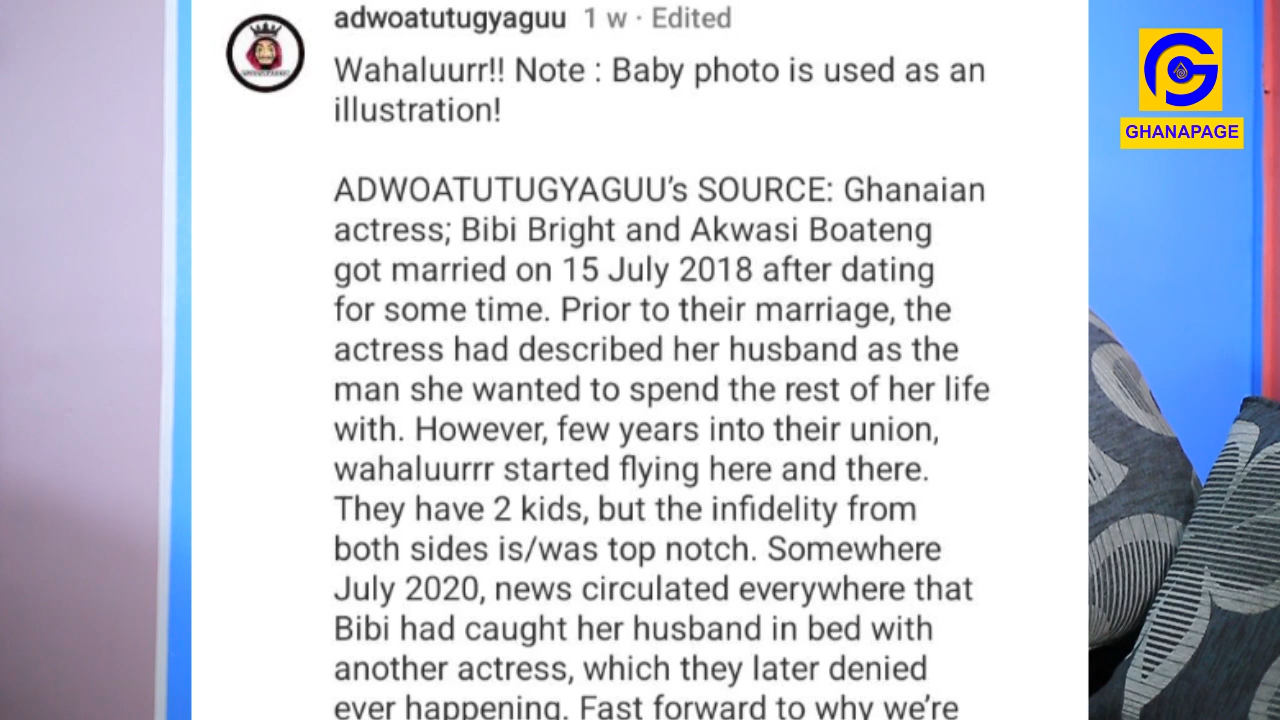 adwoatutugyaguu 1 w · Edited
Wahaluurr!! Note : Baby photo is used as an
illustration!
ADWOATUTUGYAGUU’s SOURCE: Ghanaian
actress; Bibi Bright and Akwasi Boateng
got married on 15 July 2018 after dating
for some time. Prior to their marriage, the
actress had described her husband as the
man she wanted to spend the rest of her life
with. However, few years into their union,
wahaluurrr started flying here and there.
They have 2 kids, but the infidelity from
both sides is/was top notch. Somewhere
July 2020, news circulated everywhere that
Bibi had caught her husband in bed with
another actress, which they later denied
ever happening. Fast forward to why we’re
GHANAPAGE